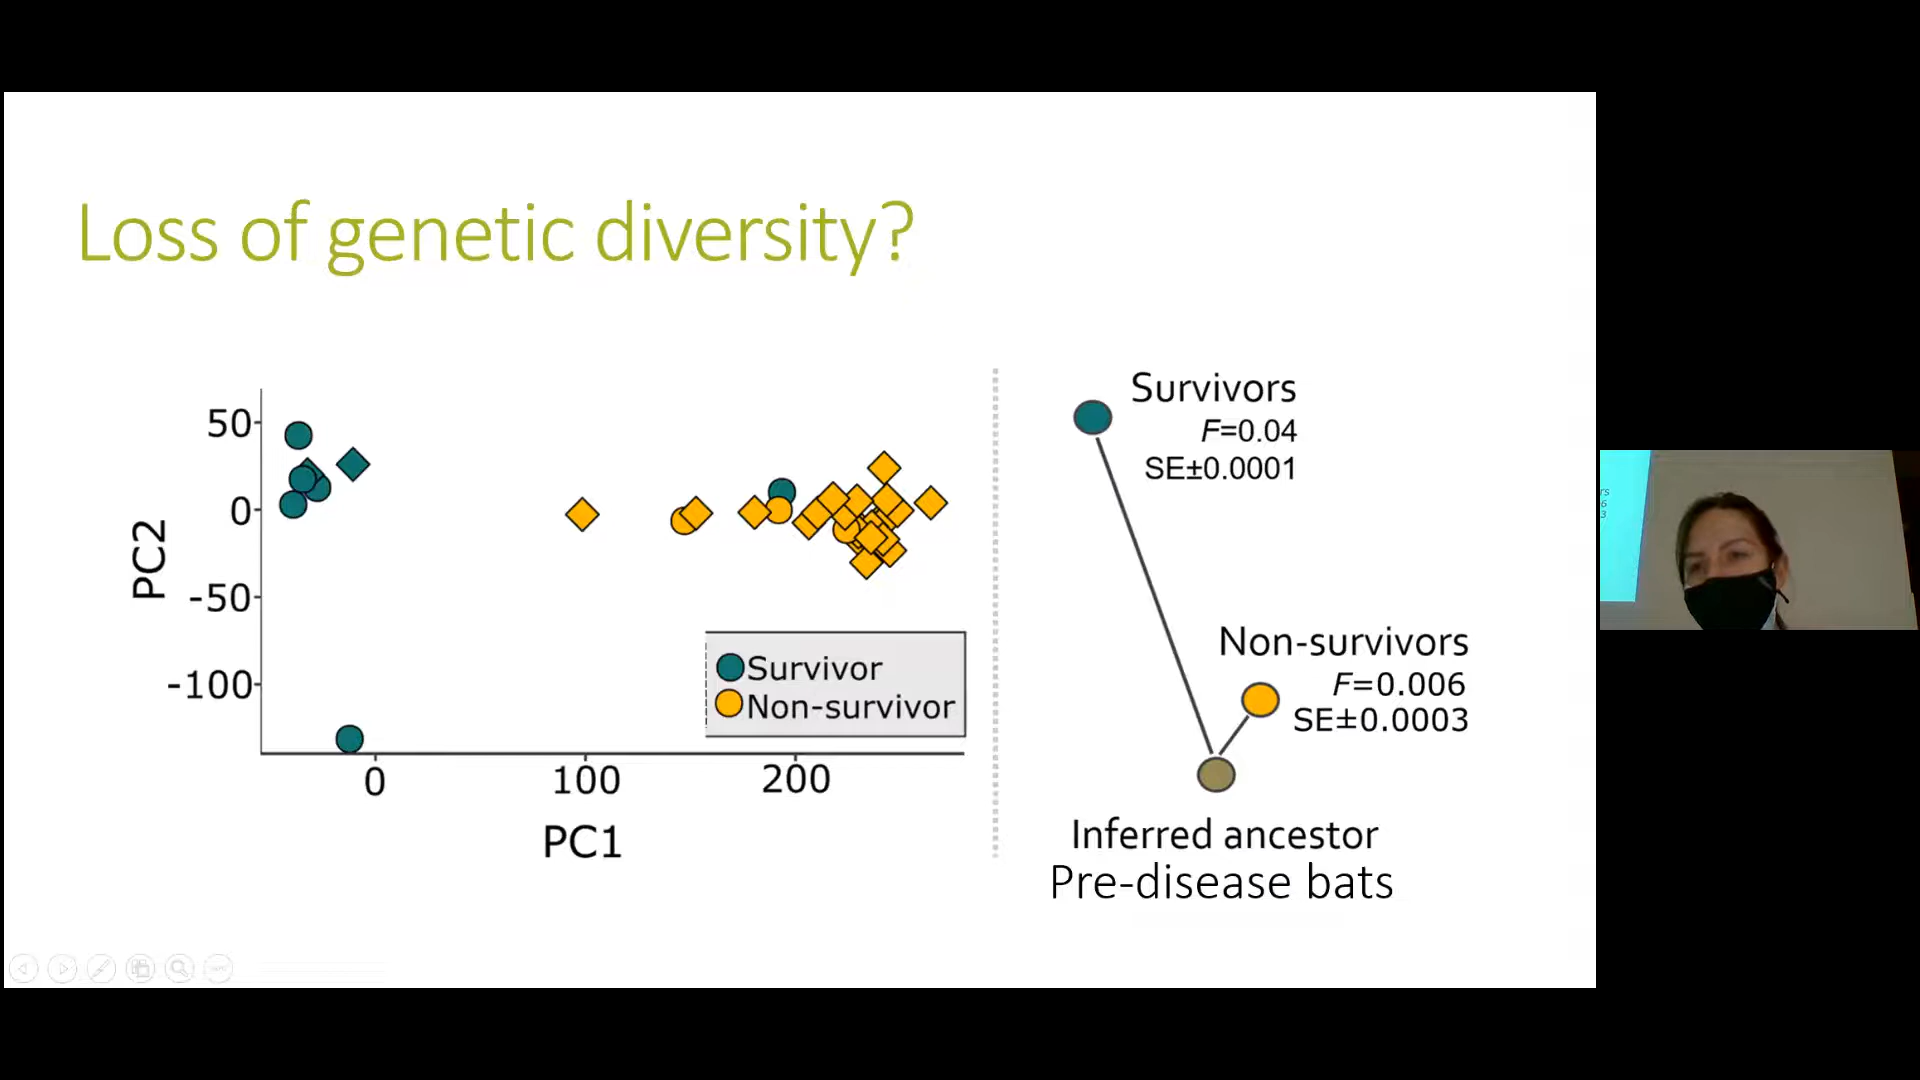 Loss of genetic diversity?
50
0
-50
-100
PC2
0
100
200
PC1
Survivor
Non-survivor
Survivors
F=0.04
SE±0.0001
Non-survivors
F=0.006
SE±0.0003
Inferred ancestor
Pre-disease bats